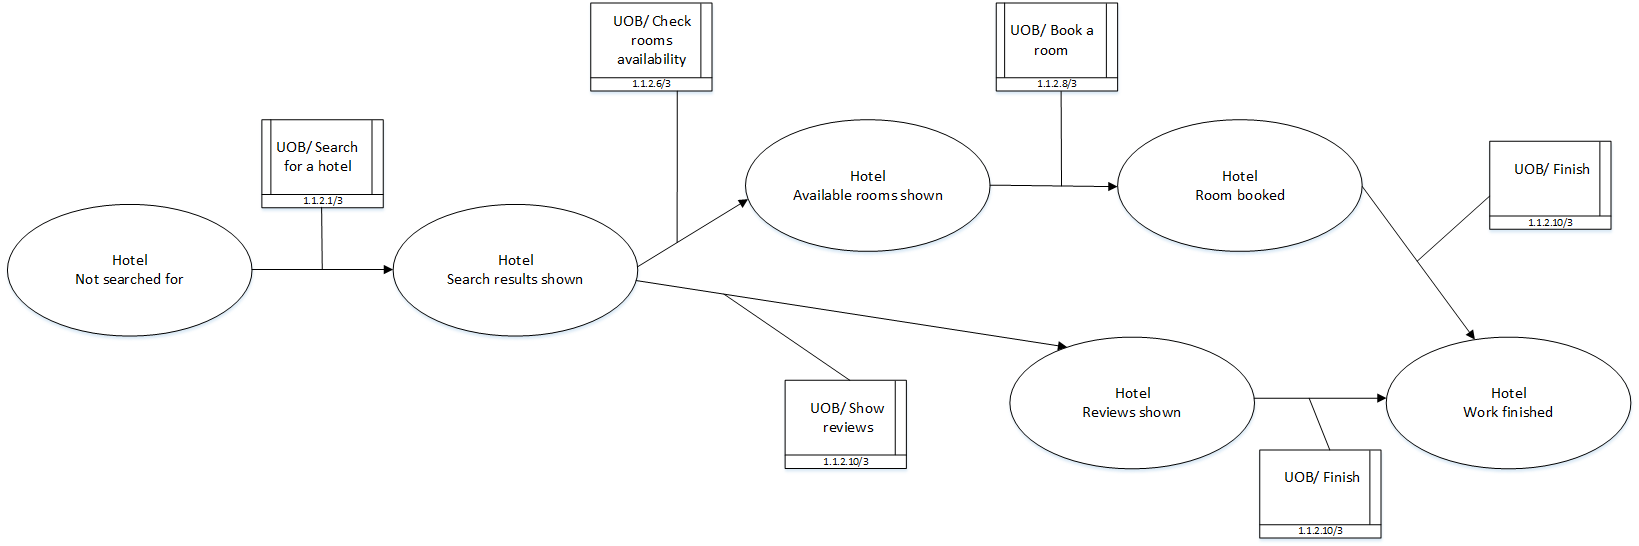 UOB/ Check
rooms
availability
1.1.2.6/3
UOB/ Book a
room
1.1.2.8/3
UOB/ Search
for a hotel
1.1.2.1/3
Hotel
Available rooms shown
Hotel
Room booked
UOB/ Finish
1.1.2.10/3
Hotel
Not searched for
Hotel
Search results shown
UOB/ Show
reviews
1.1.2.10/3
Hotel
Reviews shown
Hotel
Work finished
UOB/ Finish
1.1.2.10/3